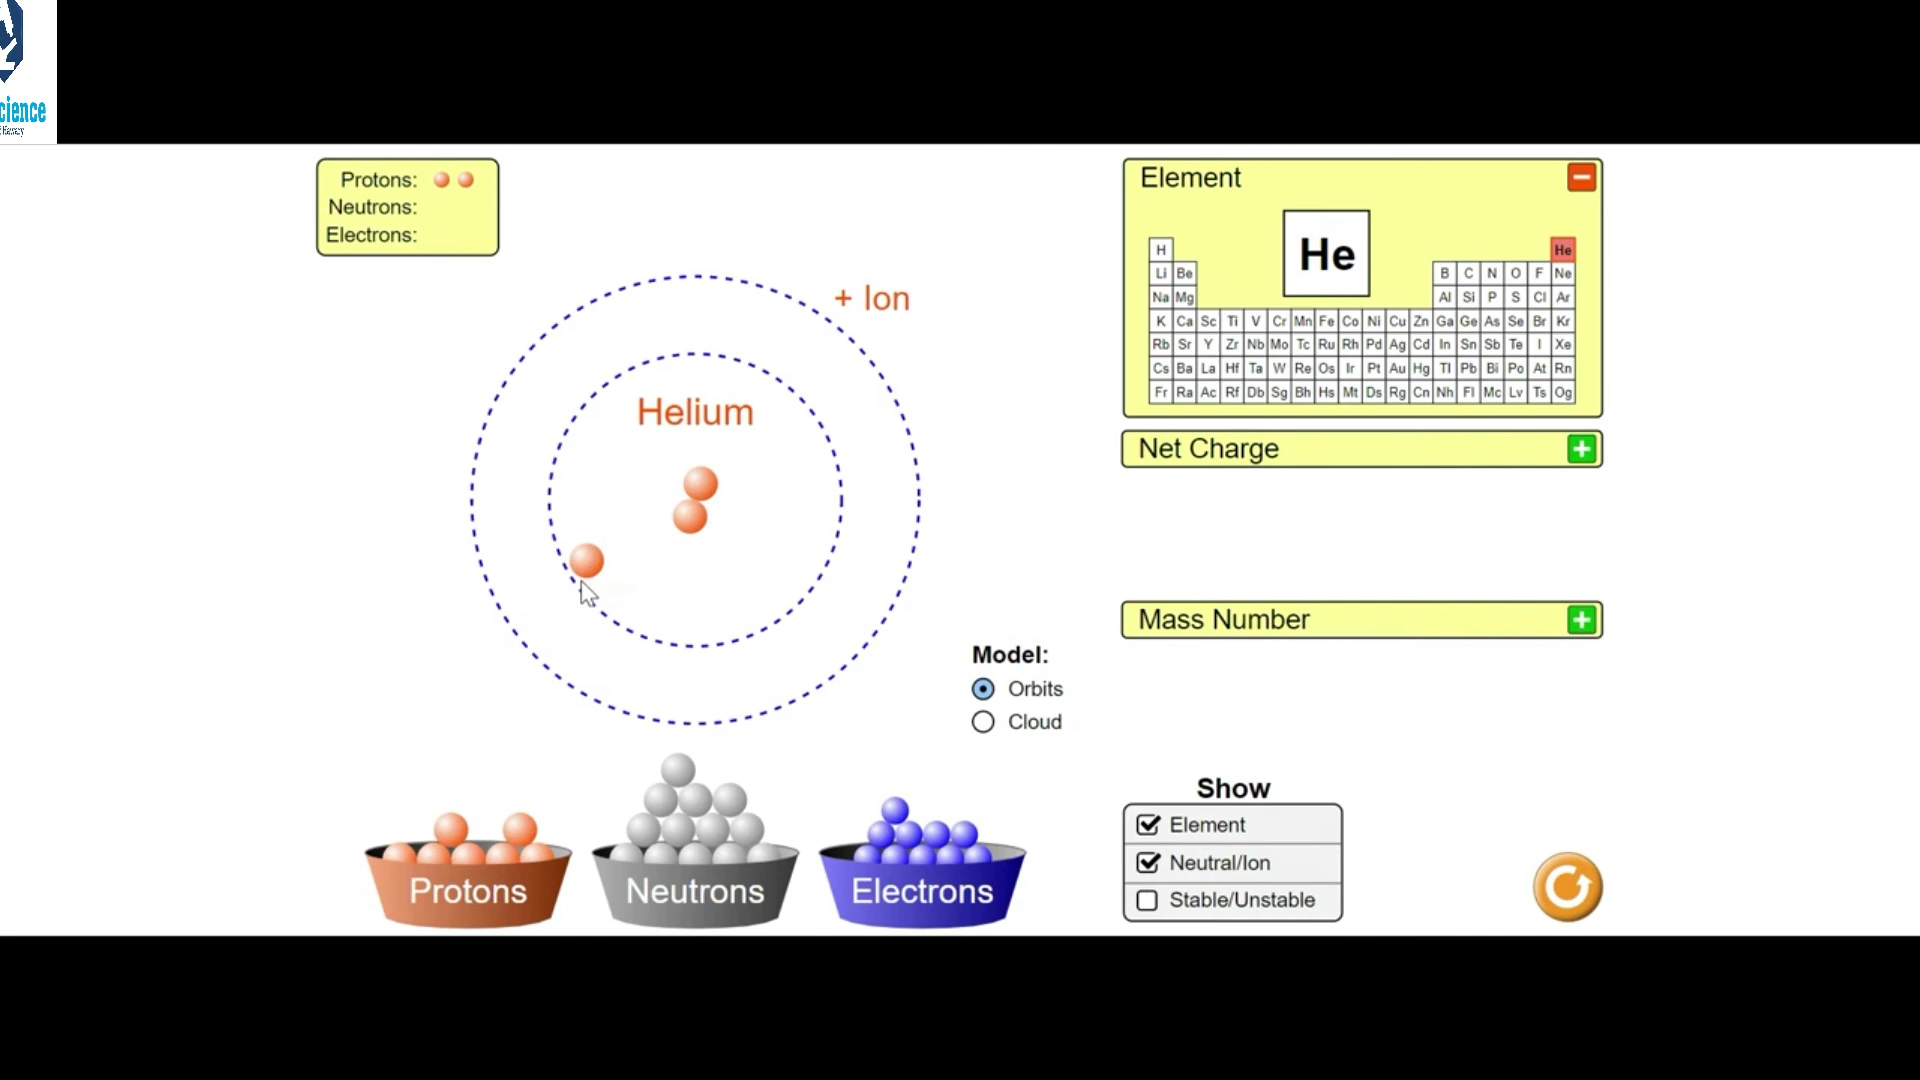 cience
Protons:
Neutrons:
Electrons:
+ Ion
Helium
Element
He
H He
Li Be B C N O F Ne
Na Mg Al Si P S Cl Ar
K Ca Sc Ti V Cr Mn Fe Co Ni Cu Zn Ga Ge As Se Br Kr
Rb Sr Y Zr Nb Mo Tc Ru Rh Pd Ag Cd In Sn Sb Te I Xe
Cs Ba La Hf Ta W Re Os Ir Pt Au Hg Tl Pb Bi Po At Rn
Fr Ra Ac Rf Db Sg Bh Hs Mt Ds Rg Cn Nh Fl Mc Lv Ts Og
Net Charge
Mass Number
Model:
Orbits
Cloud
Protons
Neutrons
Electrons
Show
Element
Neutral/Ion
Stable/Unstable